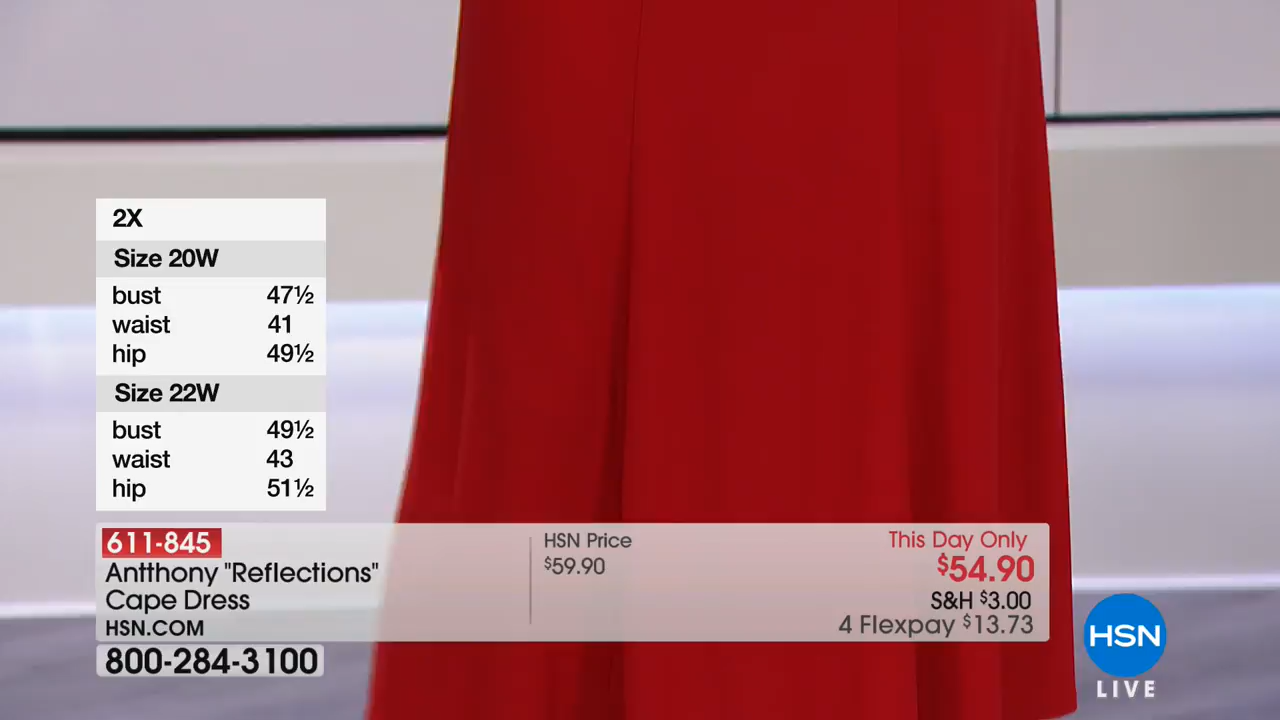 2X
Size 20W
bust 47½
waist 41
hip 49½
Size 22W
bust 49½
waist 43
hip 51½
611-845
Antthony "Reflections"
Cape Dress
HSN.COM
800-284-3100
HSN Price
$59.90
This Day Only
$54.90
S&H $3.00
4 Flexpay $13.73
HSN
LIVE